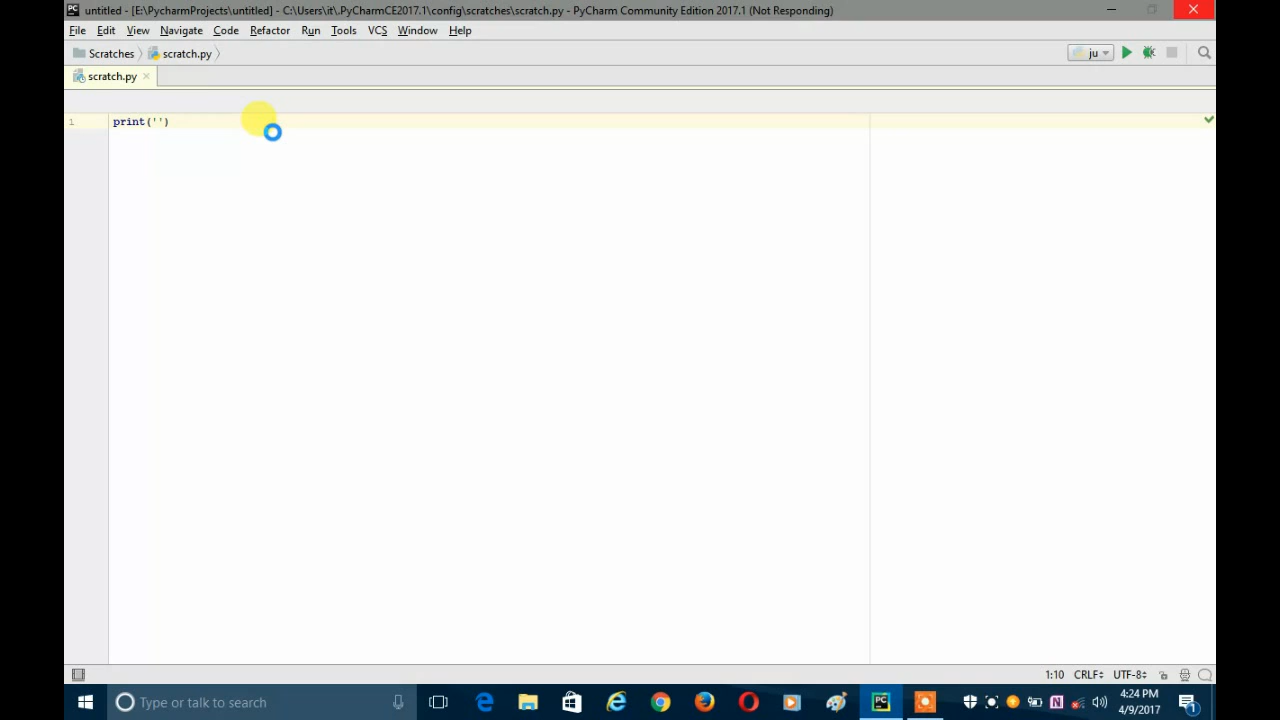 untitled - [E:\PycharmProjects\untitled] - C:\Users\it\.PyCharmCE2017.1\config\scratches\scratch.py - PyCharm Community Edition 2017.1 (Not Responding)
File Edit View Navigate Code Refactor Run Tools VCS Window Help
Scratches scratch.py ju
scratch.py
1 print('')
1:10 CRLF UTF-8
Type or talk to search
4:24 PM
4/9/2017
1